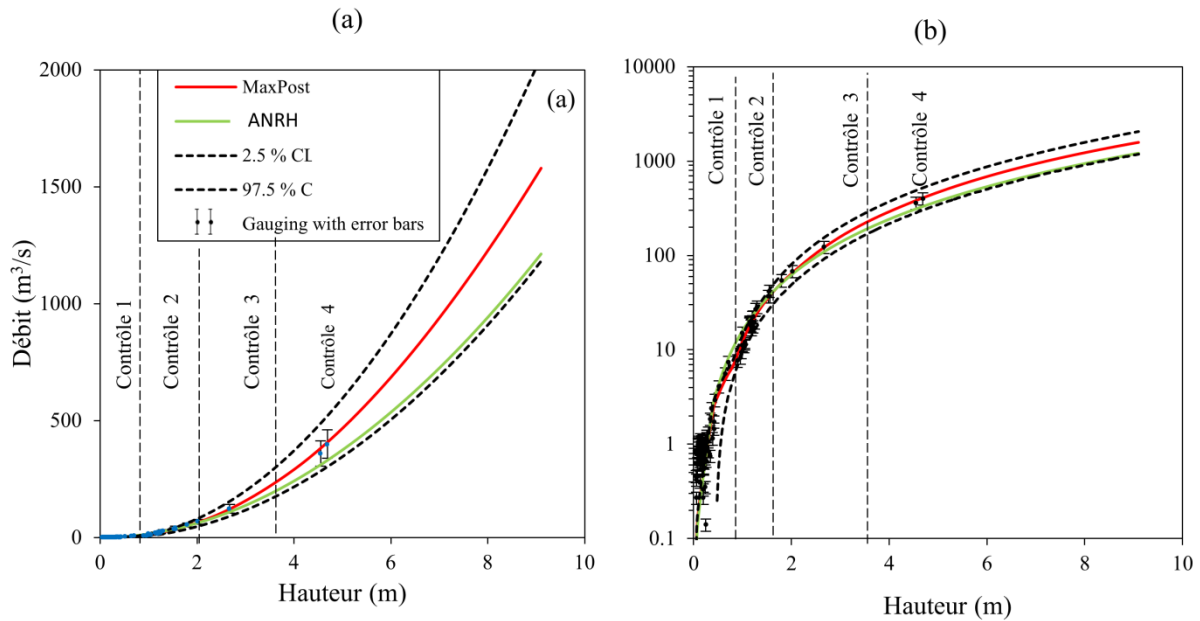 (a)
2000
1500
1000
500
0
Débit (m³/s)
MaxPost
ANRH
2.5 % CL
97.5 % C
Gauging with error bars
(a)
Contrôle 1
Contrôle 2
Contrôle 3
Contrôle 4
0 2 4 6 8 10
Hauteur (m)
(b)
10000
1000
100
10
1
0.1
Contrôle 1
Contrôle 2
Contrôle 3
Contrôle 4
0 2 4 6 8 10
Hauteur (m)